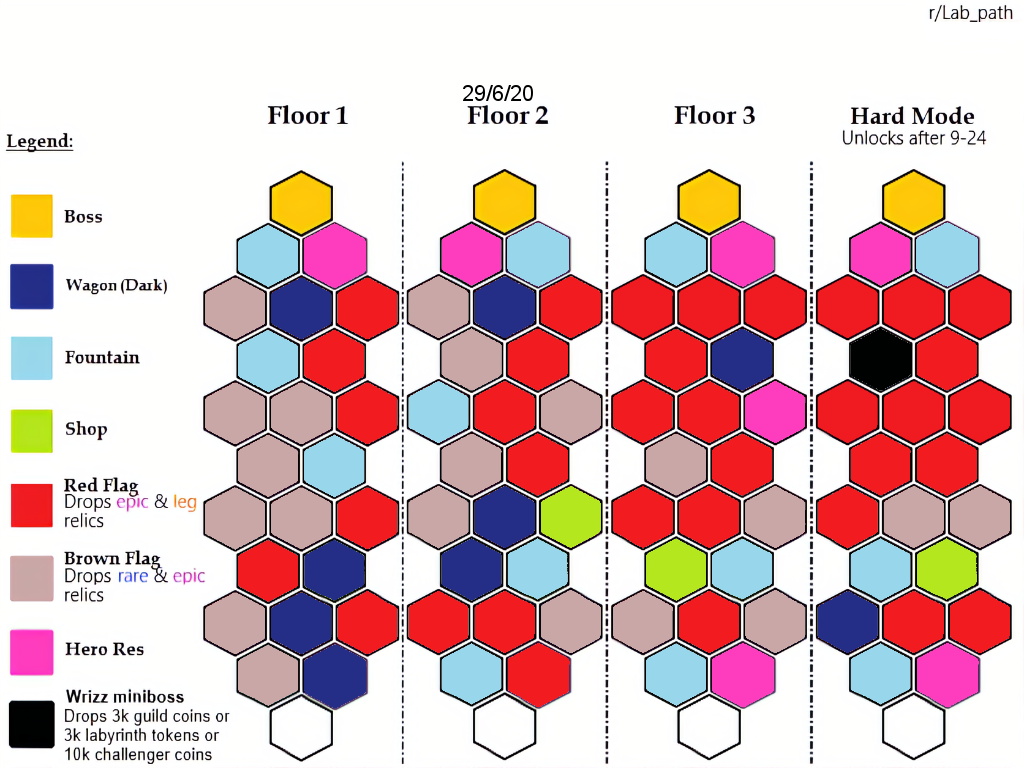 r/Lab_path
29/6/20
Floor 1
Floor 2
Floor 3
Hard Mode
Unlocks after 9-24
Legend:
Boss
Wagon (Dark)
Fountain
Shop
Red Flag
Drops epic & leg
relics
Brown Flag
Drops rare & epic
relics
Hero Res
Wrizz miniboss
Drops 3k guild coins or
3k labyrinth tokens or
10k challenger coins